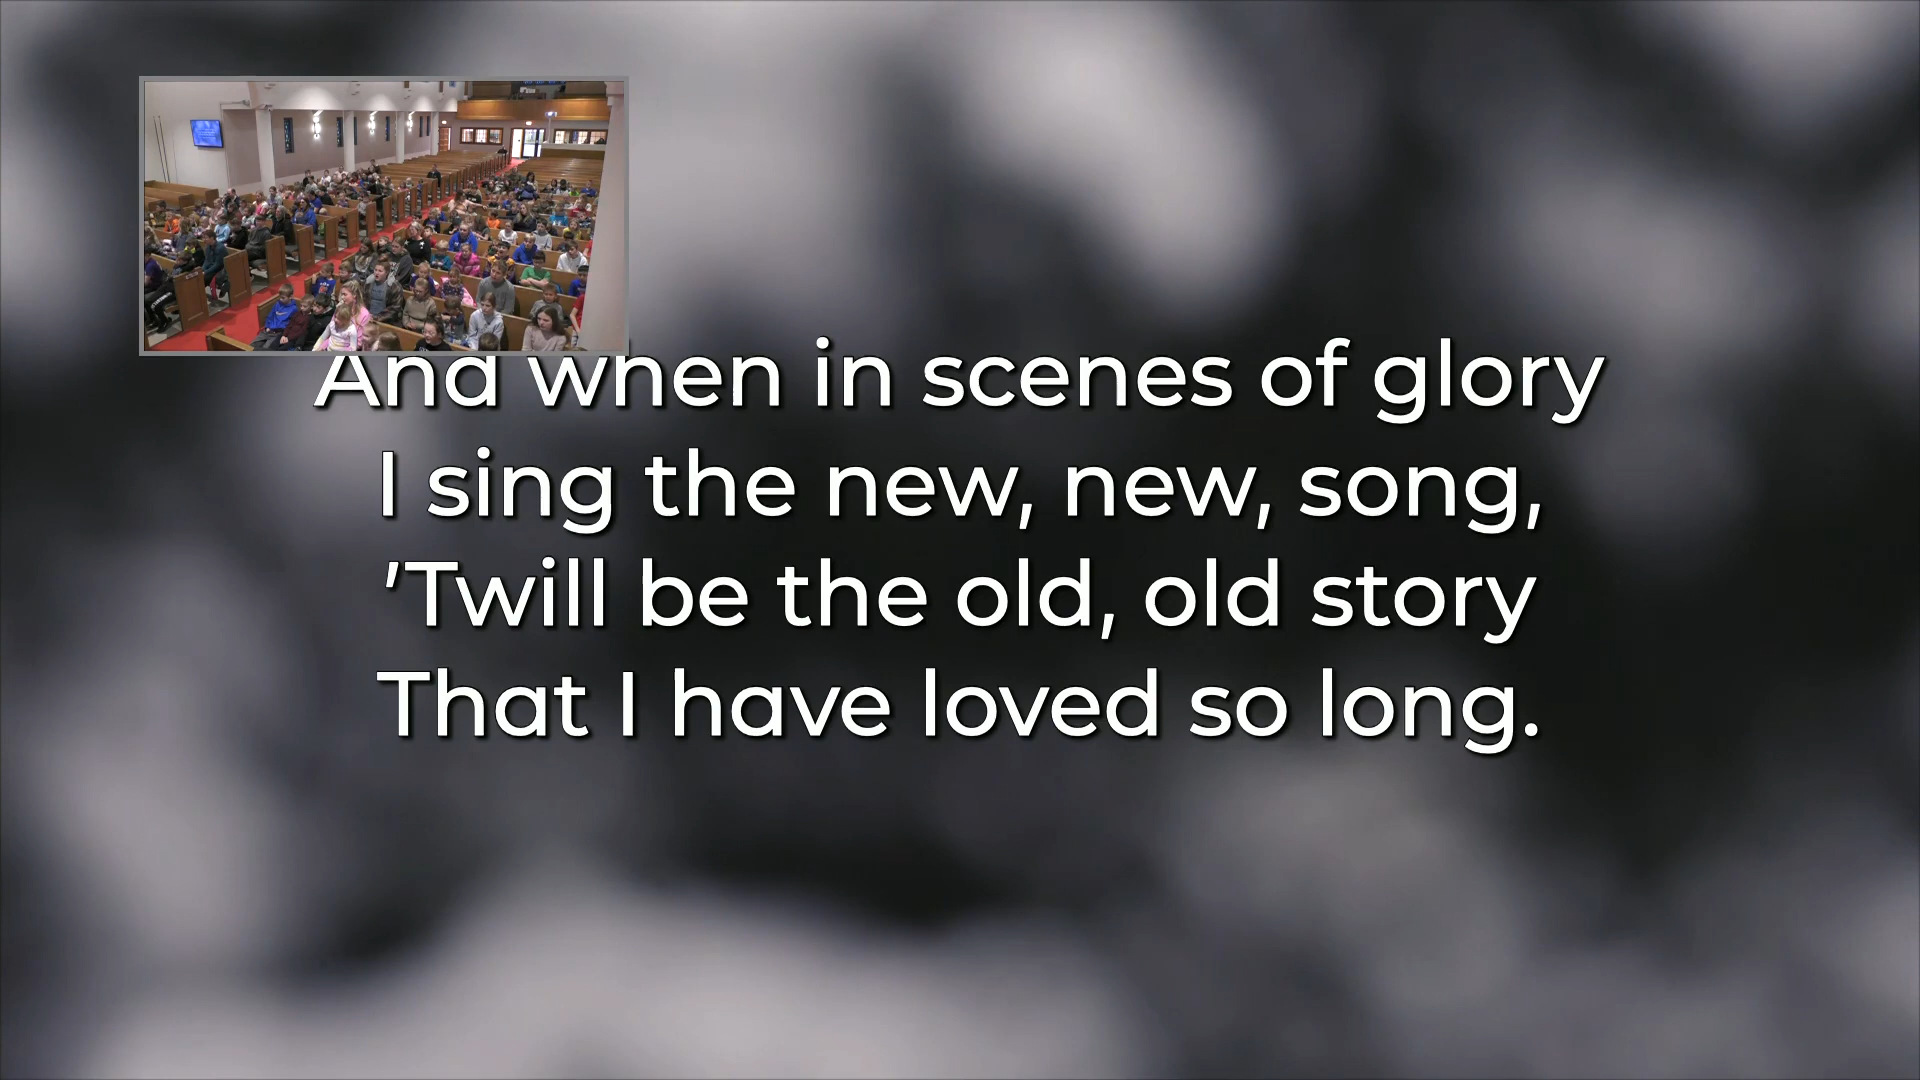 And when in scenes of glory
I sing the new, new, song,
’Twill be the old, old story
That I have loved so long.